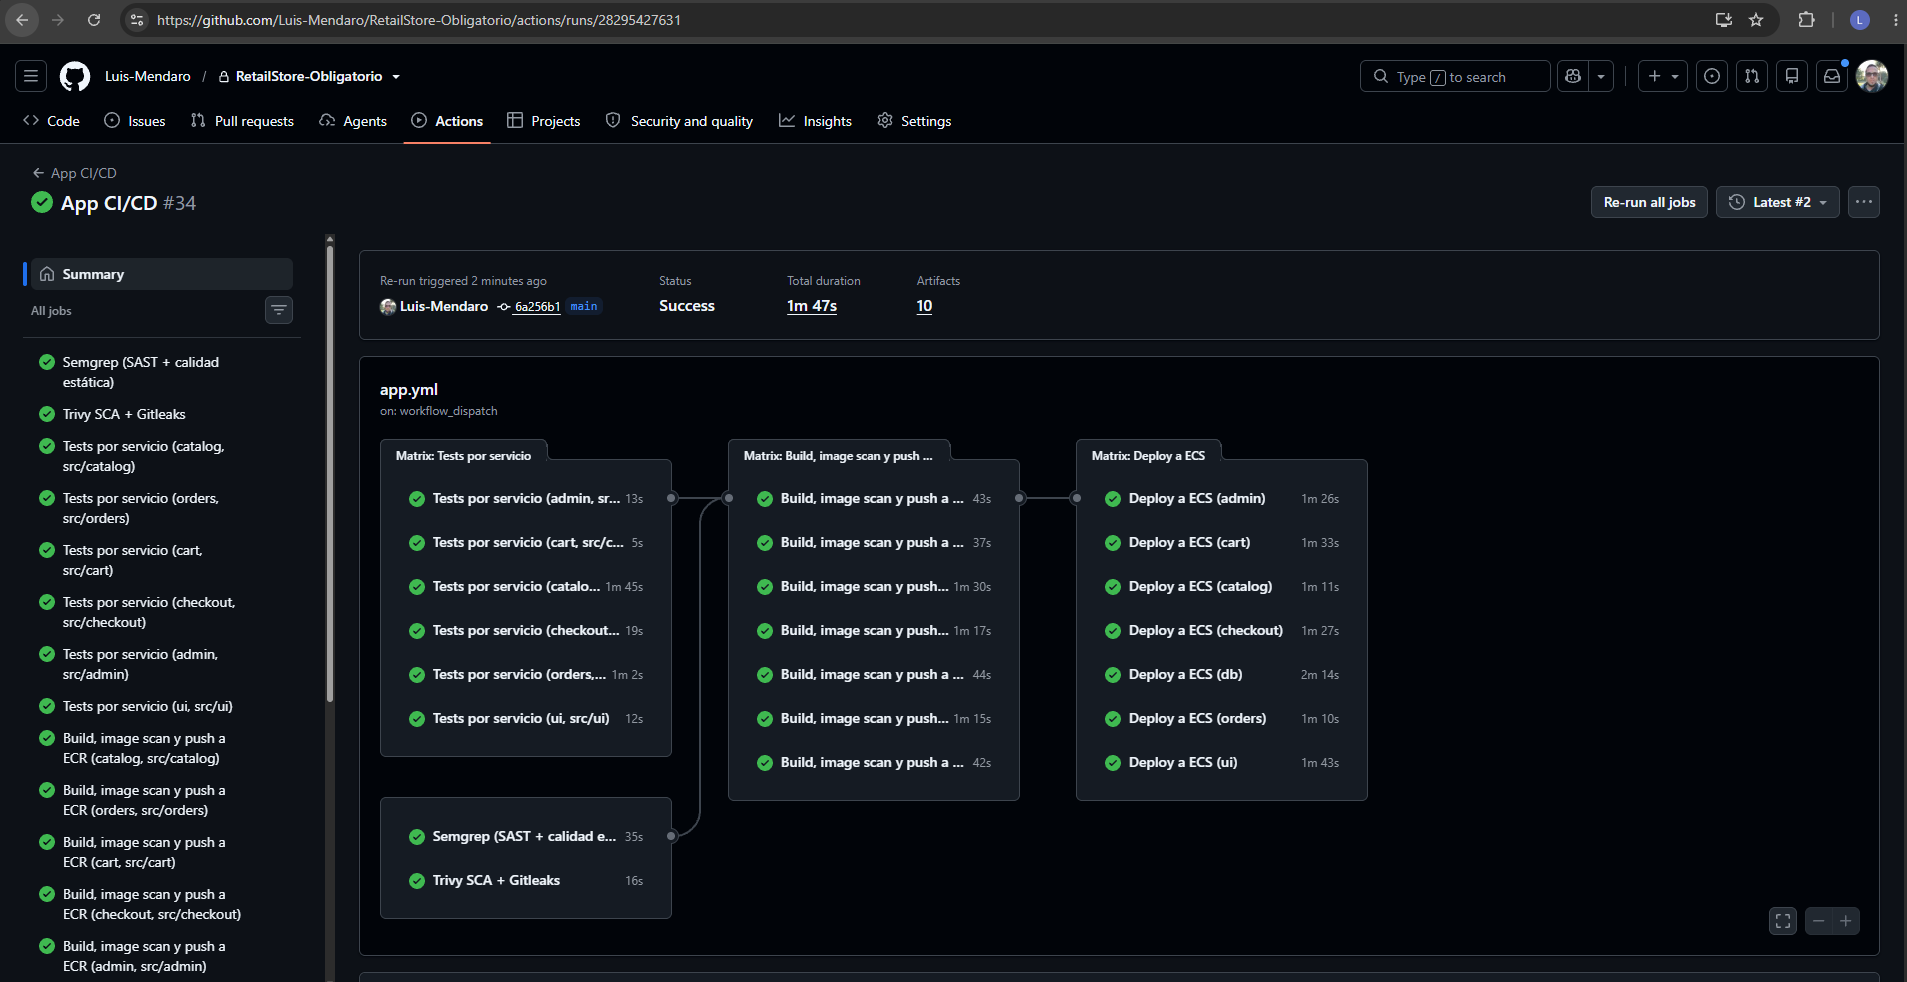 https://github.com/Luis-Mendaro/RetailStore-Obligatorio/actions/runs/28295427631
L
Luis-Mendaro / RetailStore-Obligatorio
Type / to search
Code
Issues
Pull requests
Agents
Actions
Projects
Security and quality
Insights
Settings
App CI/CD
App CI/CD #34
Re-run all jobs
Latest #2
Summary
All jobs
Semgrep (SAST + calidad
estática)
Trivy SCA + Gitleaks
Tests por servicio (catalog,
src/catalog)
Tests por servicio (orders,
src/orders)
Tests por servicio (cart,
src/cart)
Tests por servicio (checkout,
src/checkout)
Tests por servicio (admin,
src/admin)
Tests por servicio (ui, src/ui)
Build, image scan y push a
ECR (catalog, src/catalog)
Build, image scan y push a
ECR (orders, src/orders)
Build, image scan y push a
ECR (cart, src/cart)
Build, image scan y push a
ECR (checkout, src/checkout)
Build, image scan y push a
ECR (admin, src/admin)
Re-run triggered 2 minutes ago
Luis-Mendaro 6a256b1 main
Status
Success
Total duration
1m 47s
Artifacts
10
app.yml
on: workflow_dispatch
Matrix: Tests por servicio
Tests por servicio (admin, sr... 13s
Tests por servicio (cart, src/c... 5s
Tests por servicio (catalo... 1m 45s
Tests por servicio (checkout... 19s
Tests por servicio (orders,... 1m 2s
Tests por servicio (ui, src/ui) 12s
Semgrep (SAST + calidad e... 35s
Trivy SCA + Gitleaks 16s
Matrix: Build, image scan y push ...
Build, image scan y push a ... 43s
Build, image scan y push a ... 37s
Build, image scan y push... 1m 30s
Build, image scan y push... 1m 17s
Build, image scan y push a ... 44s
Build, image scan y push... 1m 15s
Build, image scan y push a ... 42s
Matrix: Deploy a ECS
Deploy a ECS (admin) 1m 26s
Deploy a ECS (cart) 1m 33s
Deploy a ECS (catalog) 1m 11s
Deploy a ECS (checkout) 1m 27s
Deploy a ECS (db) 2m 14s
Deploy a ECS (orders) 1m 10s
Deploy a ECS (ui) 1m 43s